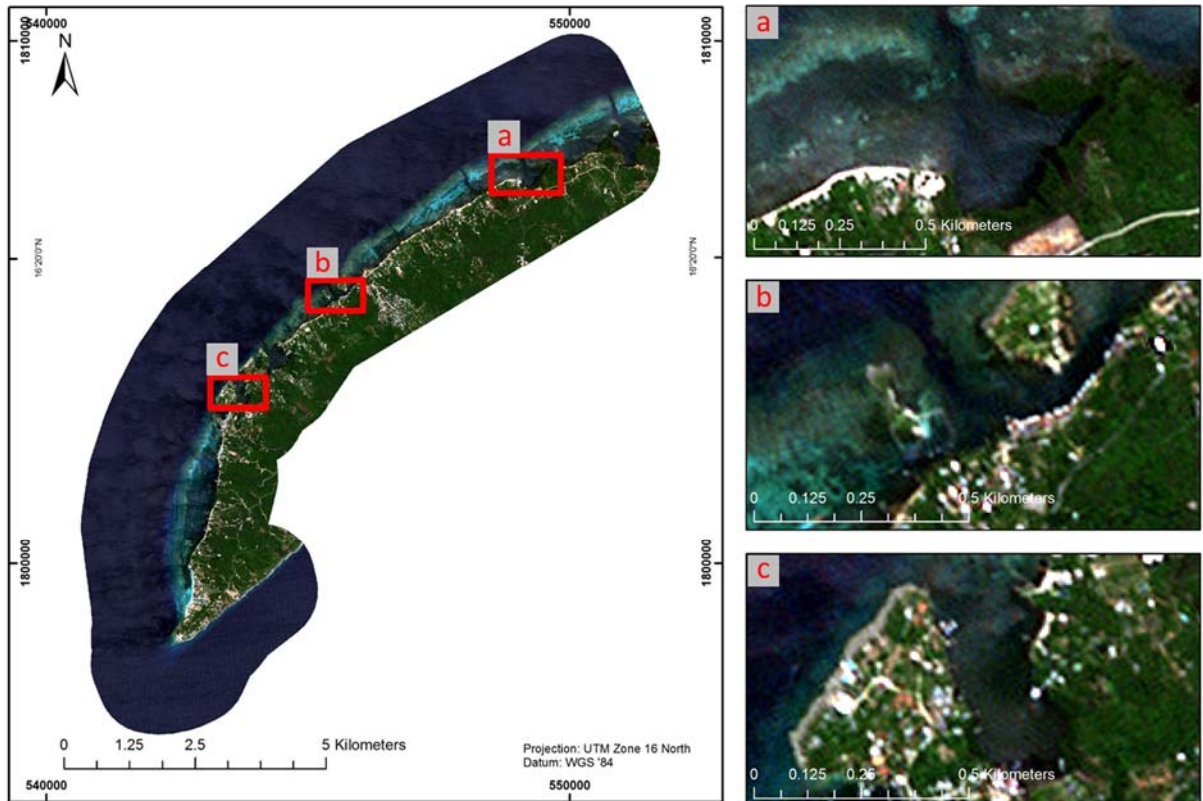 540000
550000
1810000
1810000
N
a
16°20'0"N
16°20'0"N
b
c
1800000
1800000
0 1.25 2.5 5 Kilometers
Projection: UTM Zone 16 North
Datum: WGS '84
540000
550000
a
0 0.125 0.25 0.5 Kilometers
b
0 0.125 0.25 0.5 Kilometers
c
0 0.125 0.25 0.5 Kilometers